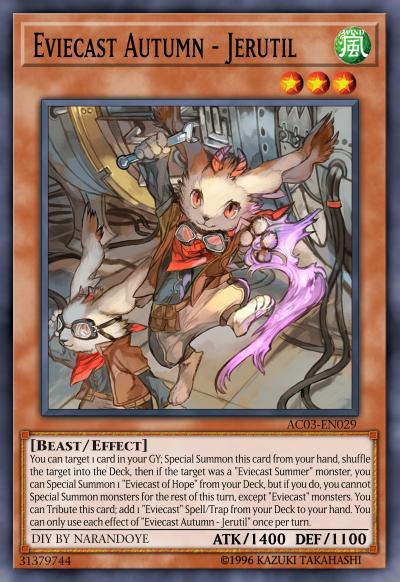 Eviecast Autumn - Jerutil
WIND
風
AC03-EN029
[Beast/Effect]
You can target 1 card in your GY; Special Summon this card from your hand, shuffle
the target into the Deck, then if the target was a "Eviecast Summer" monster, you
can Special Summon 1 "Eviecast of Hope" from your Deck, but if you do, you cannot
Special Summon monsters for the rest of this turn, except "Eviecast" monsters. You
can Tribute this card; add 1 "Eviecast" Spell/Trap from your Deck to your hand. You
can only use each effect of "Eviecast Autumn - Jerutil" once per turn.
DIY BY NARANDOYE
ATK/1400 DEF/1100
31379744
©1996 KAZUKI TAKAHASHI